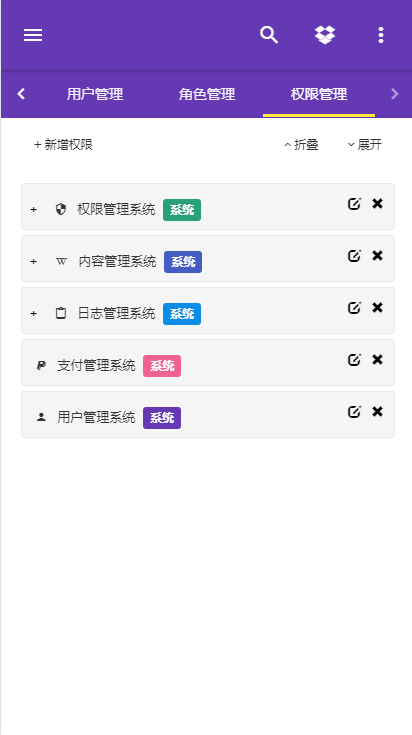 用户管理 角色管理 权限管理
+ 新增权限 折叠 展开
+ 权限管理系统 系统
+ 内容管理系统 系统
+ 日志管理系统 系统
支付管理系统 系统
用户管理系统 系统